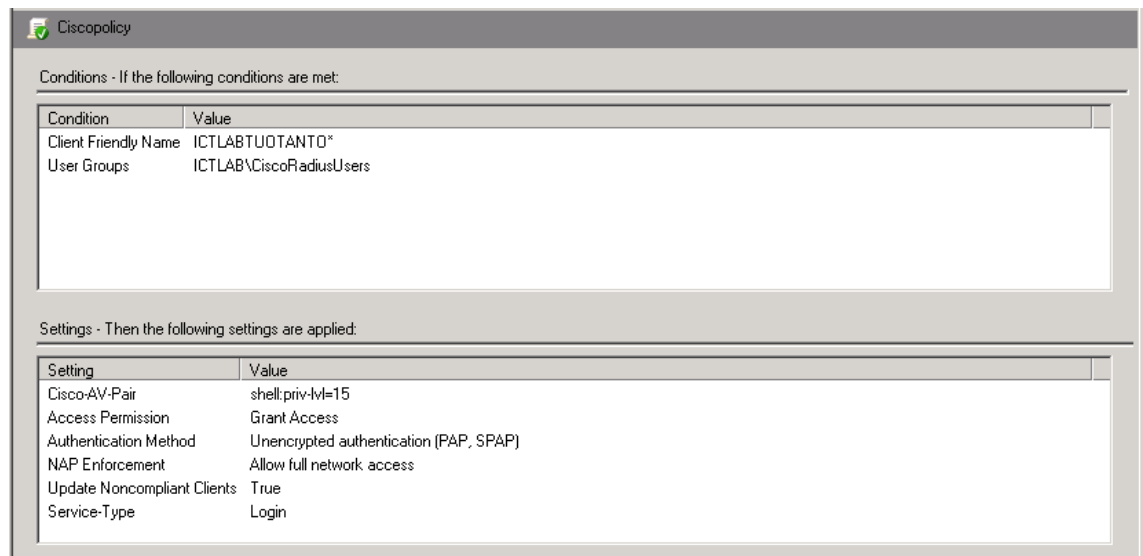 Ciscopolicy
Conditions - If the following conditions are met:
Condition Value
Client Friendly Name ICTLABTUOTANTO*
User Groups ICTLAB\CiscoRadiusUsers
Settings - Then the following settings are applied:
Setting Value
Cisco-AV-Pair shell:priv-lvl=15
Access Permission Grant Access
Authentication Method Unencrypted authentication (PAP, SPAP)
NAP Enforcement Allow full network access
Update Noncompliant Clients True
Service-Type Login